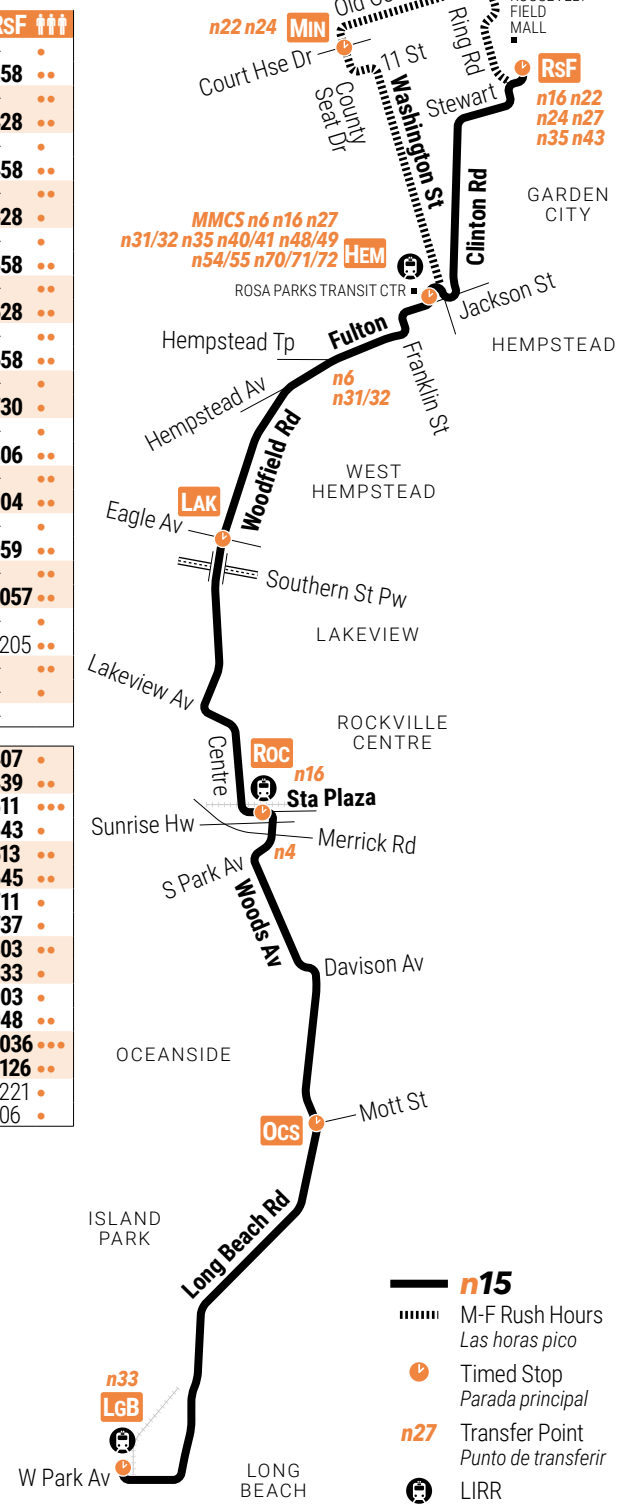 RSF
58
28
58
28
58
28
58
30
06
04
59
057
205
07
39
11
43
13
45
11
37
03
33
03
48
036
126
221
06
n22 n24 MIN
Court Hse Dr
11 St
County
Seat Dr
Washington St
Ring Rd
FIELD
MALL
RSF
Stewart
n16 n22
n24 n27
n35 n43
GARDEN
CITY
Clinton Rd
MMCS n6 n16 n27
n31/32 n35 n40/41 n48/49
n54/55 n70/71/72
HEM
ROSA PARKS TRANSIT CTR
Jackson St
HEMPSTEAD
Hempstead Tp
Fulton
Franklin St
n6
n31/32
Hempstead Av
Woodfield Rd
WEST
HEMPSTEAD
LAK
Eagle Av
Southern St Pw
LAKEVIEW
Lakeview Av
ROCKVILLE
CENTRE
Centre
ROC
n16
Sta Plaza
Sunrise Hw
Merrick Rd
n4
S Park Av
Woods Av
Davison Av
OCEANSIDE
OCS
Mott St
ISLAND
PARK
Long Beach Rd
n33
LGB
W Park Av
LONG
BEACH
n15
M-F Rush Hours
Las horas pico
Timed Stop
Parada principal
n27 Transfer Point
Punto de transferir
LIRR